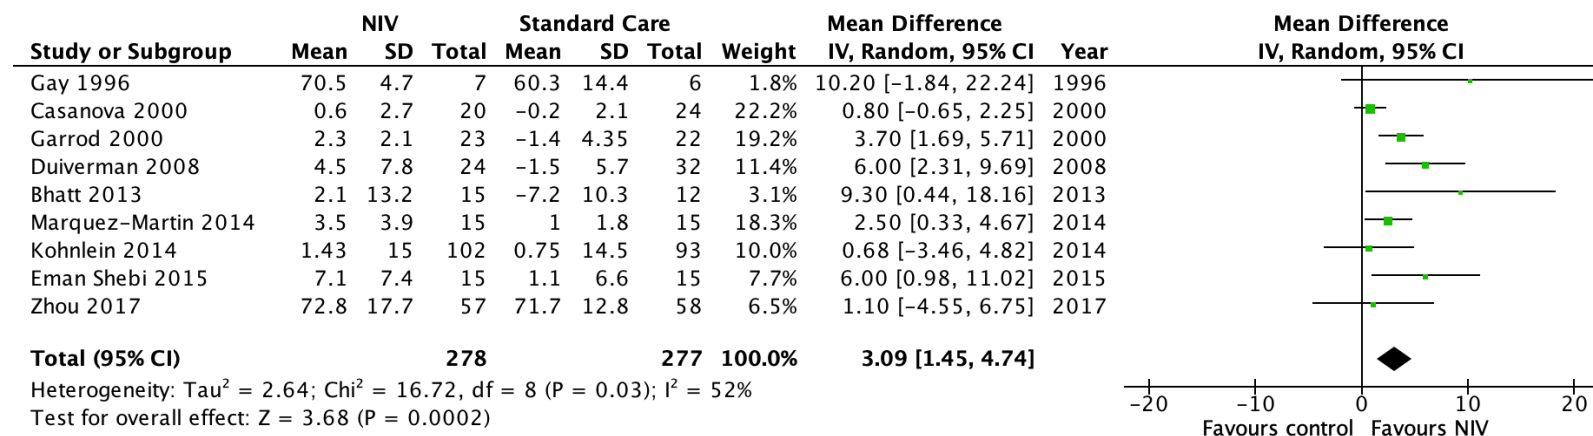 NIV Standard Care Mean Difference Mean Difference
Study or Subgroup Mean SD Total Mean SD Total Weight IV, Random, 95% CI Year IV, Random, 95% CI
Gay 1996 70.5 4.7 7 60.3 14.4 6 1.8% 10.20 [−1.84, 22.24] 1996
Casanova 2000 0.6 2.7 20 −0.2 2.1 24 22.2% 0.80 [−0.65, 2.25] 2000
Garrod 2000 2.3 2.1 23 −1.4 4.35 22 19.2% 3.70 [1.69, 5.71] 2000
Duiverman 2008 4.5 7.8 24 −1.5 5.7 32 11.4% 6.00 [2.31, 9.69] 2008
Bhatt 2013 2.1 13.2 15 −7.2 10.3 12 3.1% 9.30 [0.44, 18.16] 2013
Marquez−Martin 2014 3.5 3.9 15 1 1.8 15 18.3% 2.50 [0.33, 4.67] 2014
Kohnlein 2014 1.43 15 102 0.75 14.5 93 10.0% 0.68 [−3.46, 4.82] 2014
Eman Shebi 2015 7.1 7.4 15 1.1 6.6 15 7.7% 6.00 [0.98, 11.02] 2015
Zhou 2017 72.8 17.7 57 71.7 12.8 58 6.5% 1.10 [−4.55, 6.75] 2017
Total (95% CI) 278 277 100.0% 3.09 [1.45, 4.74]
Heterogeneity: Tau² = 2.64; Chi² = 16.72, df = 8 (P = 0.03); I² = 52%
Test for overall effect: Z = 3.68 (P = 0.0002)
−20 −10 0 10 20
Favours control Favours NIV